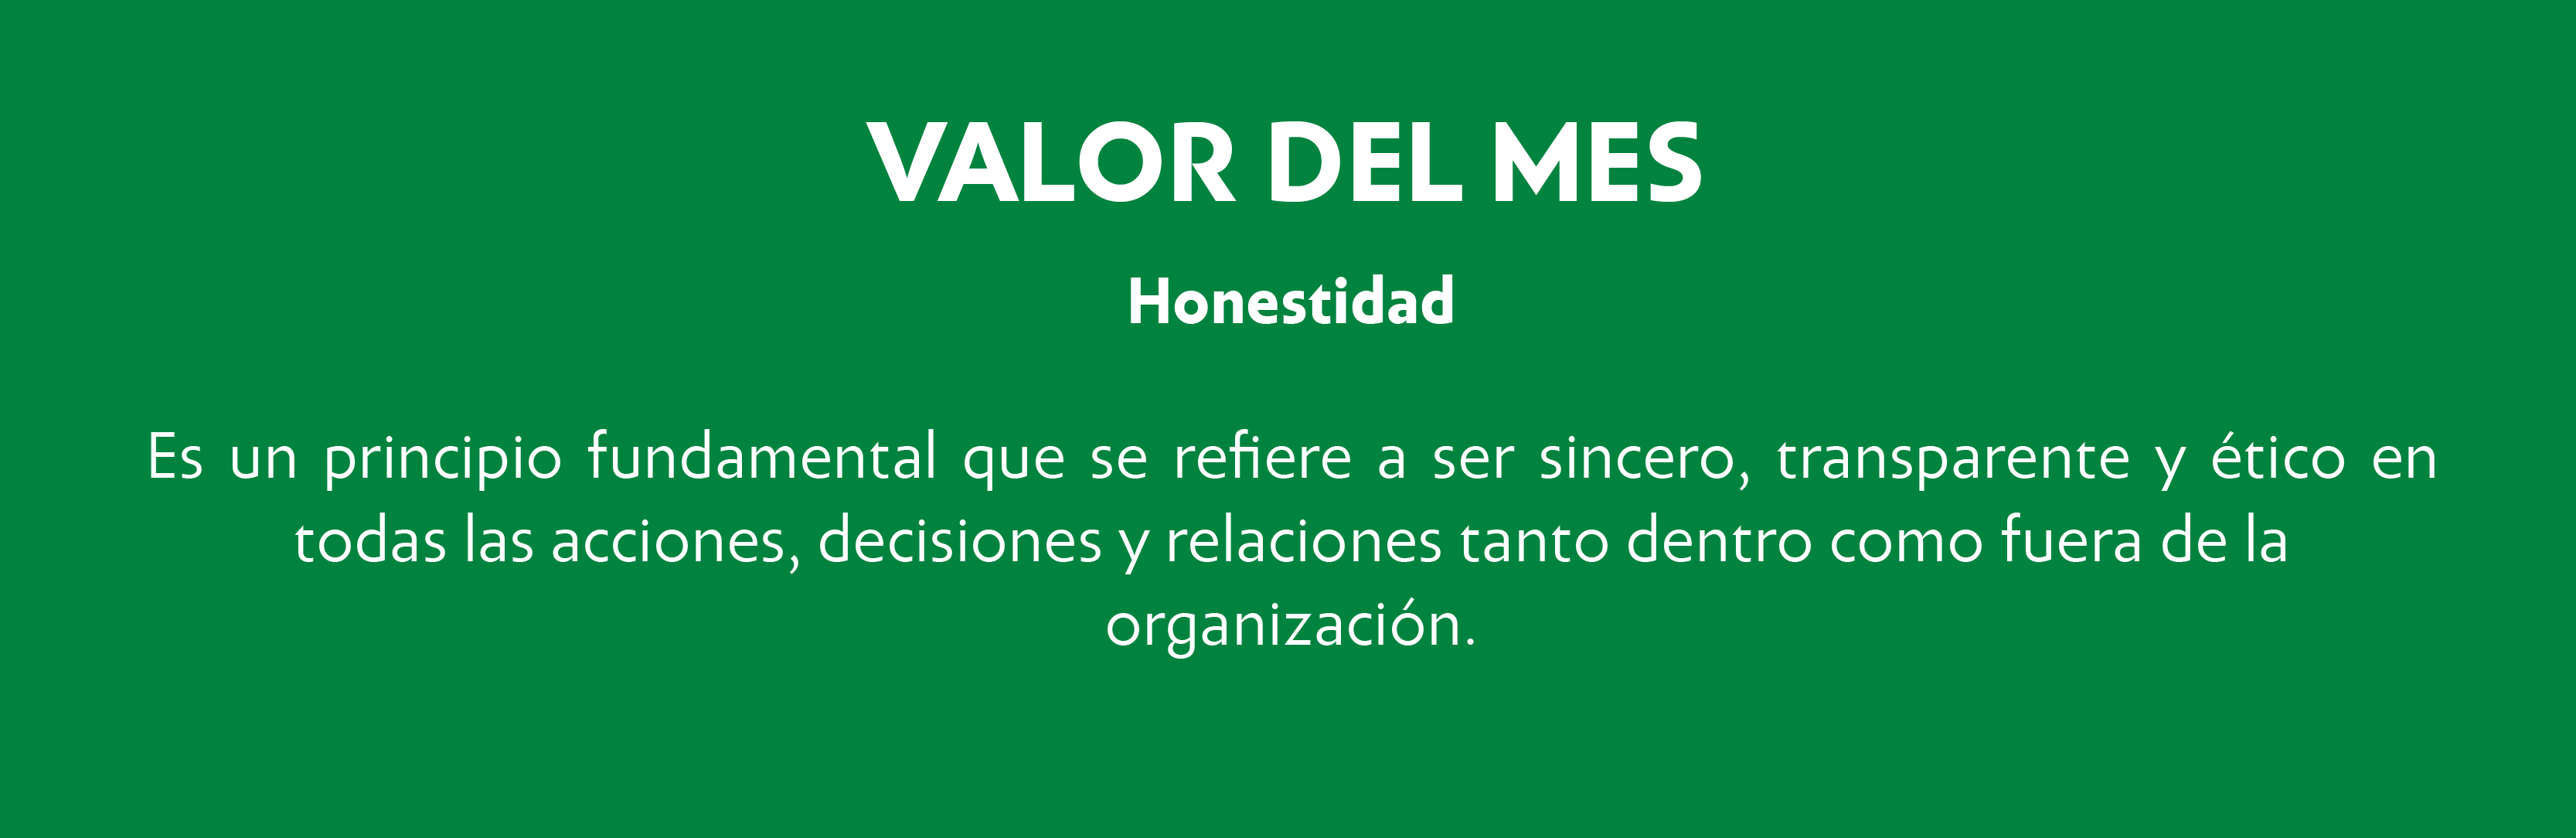 VALOR DEL MES
Honestidad
Es un principio fundamental que se refiere a ser sincero, transparente y ético en
todas las acciones, decisiones y relaciones tanto dentro como fuera de la
organización.